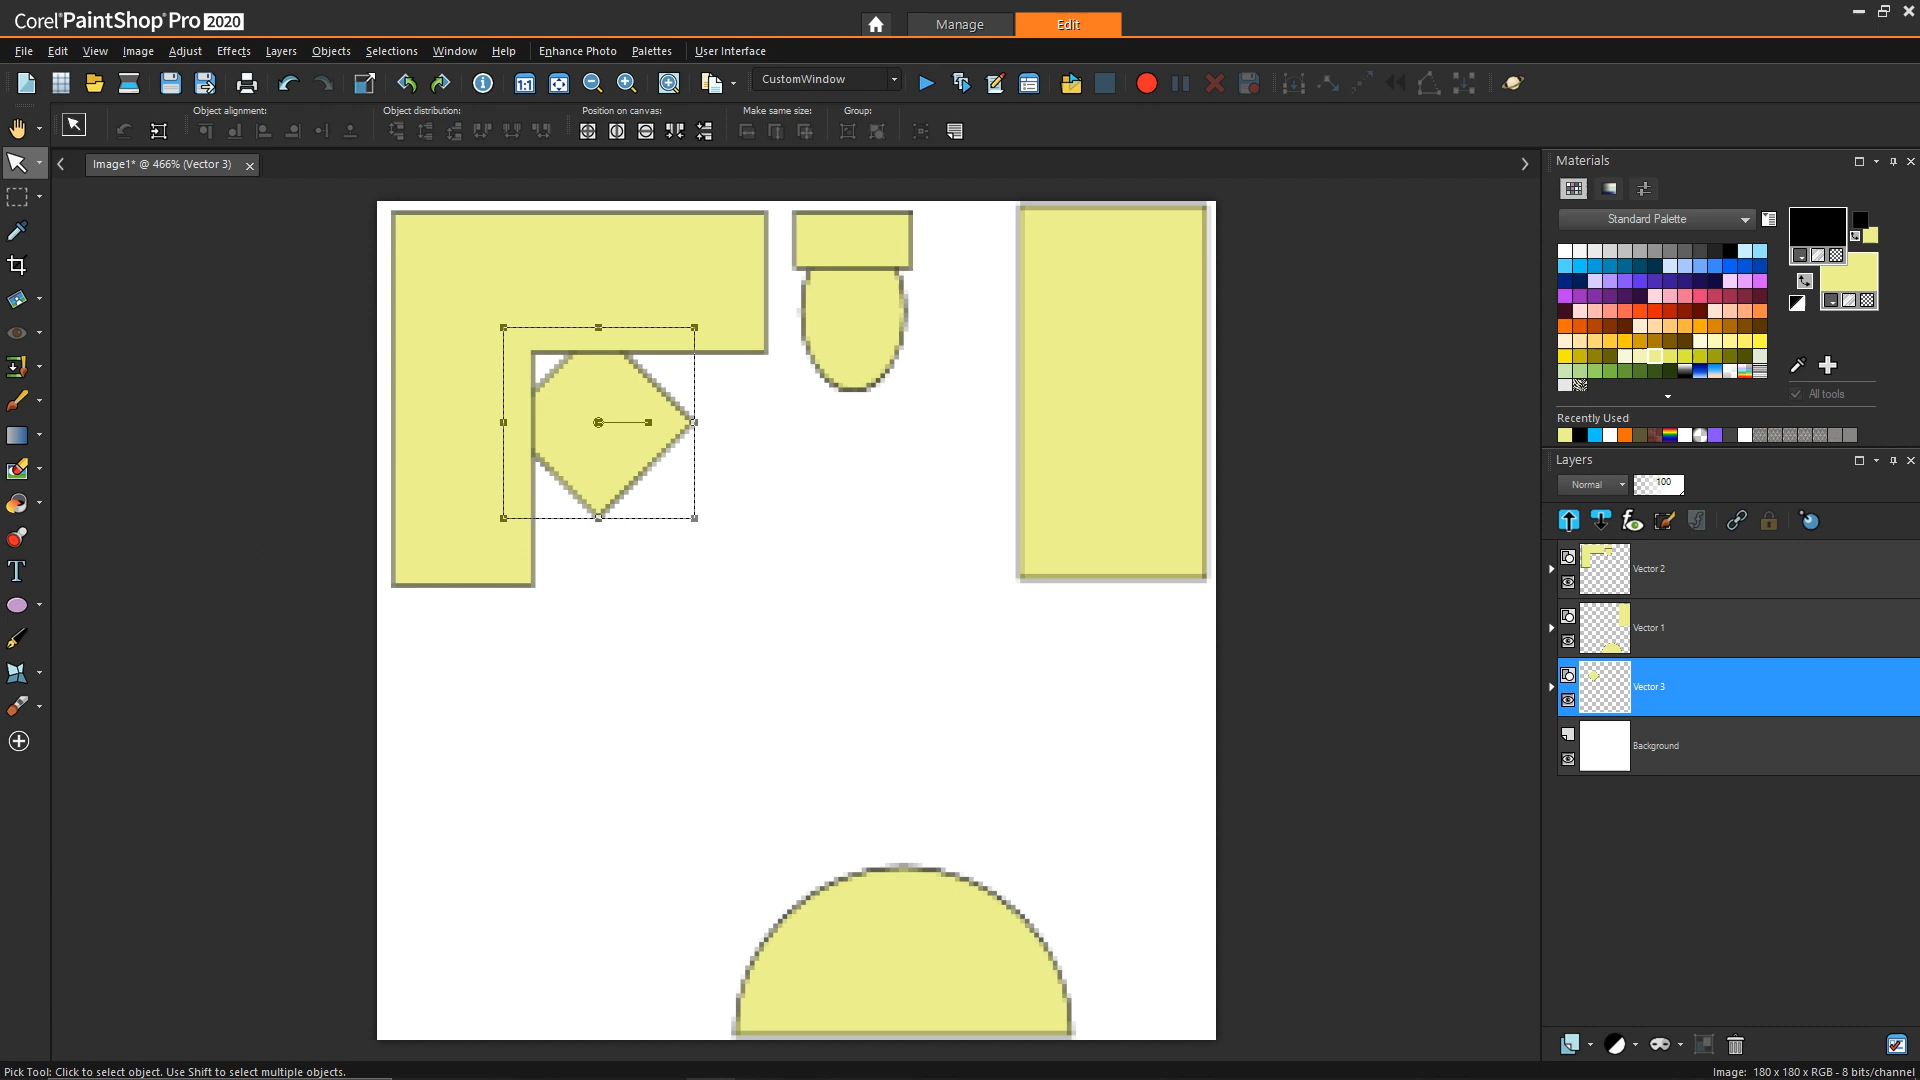 Corel PaintShop Pro 2020
Manage
Edit
File Edit View Image Adjust Effects Layers Objects Selections Window Help Enhance Photo Palettes User Interface
1:1
CustomWindow
Object alignment:
Object distribution:
Position on canvas:
Make same size:
Group:
Image1* @ 466% (Vector 3)
T
Materials
Standard Palette
All tools
Recently Used
Layers
Normal
100
Vector 2
Vector 1
Vector 3
Background
Pick Tool: Click to select object. Use Shift to select multiple objects.
Image: 180 x 180 x RGB - 8 bits/channel